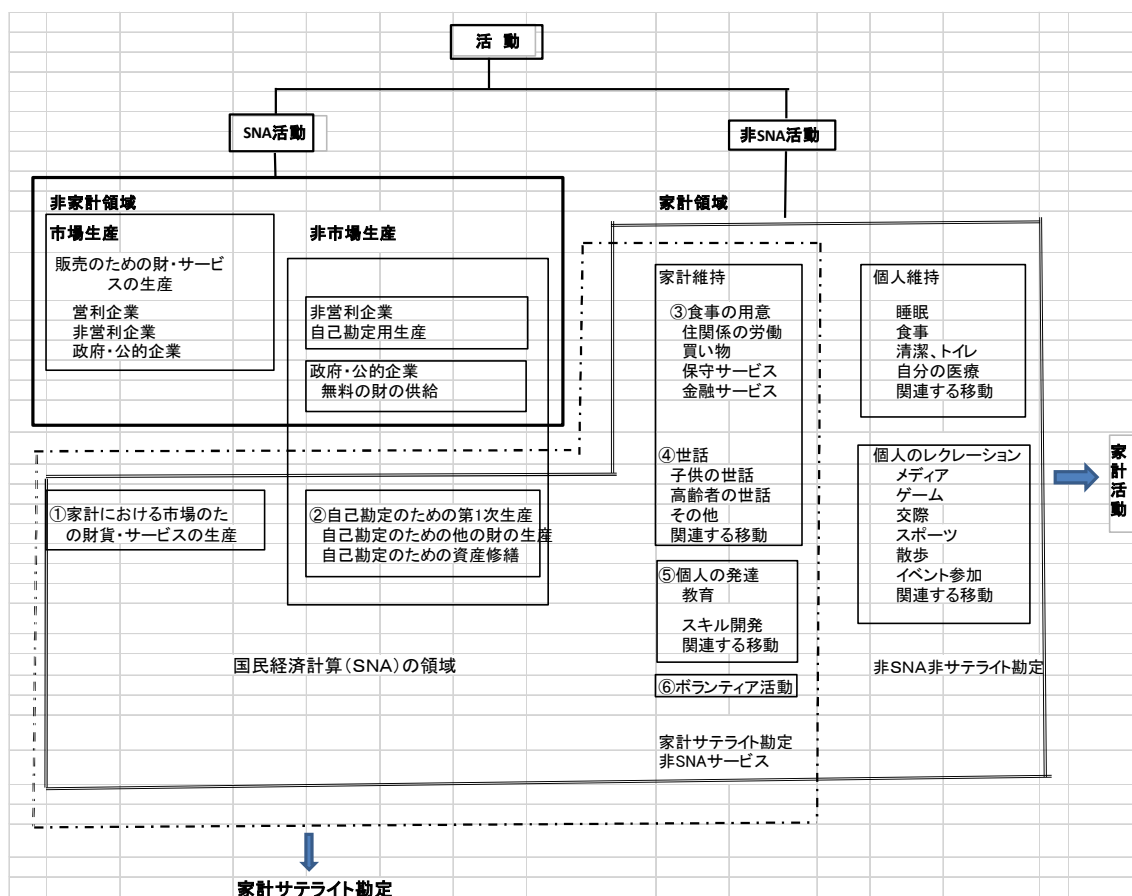 活 動
SNA活動
非SNA活動
非家計領域
市場生産
販売のための財・サービ
スの生産
営利企業
非営利企業
政府・公的企業
非市場生産
非営利企業
自己勘定用生産
政府・公的企業
無料の財の供給
①家計における市場のた
の財貨・サービスの生産
②自己勘定のための第1次生産
自己勘定のための他の財の生産
自己勘定のための資産修繕
国民経済計算(SNA)の領域
家計領域
家計維持
③食事の用意
住関係の労働
買い物
保守サービス
金融サービス
④世話
子供の世話
高齢者の世話
その他
関連する移動
⑤個人の発達
教育
スキル開発
関連する移動
⑥ボランティア活動
家計サテライト勘定
非SNAサービス
個人維持
睡眠
食事
清潔、トイレ
自分の医療
関連する移動
個人のレクレーション
メディア
ゲーム
交際
スポーツ
散歩
イベント参加
関連する移動
非SNA非サテライト勘定
家計活動
家計サテライト勘定